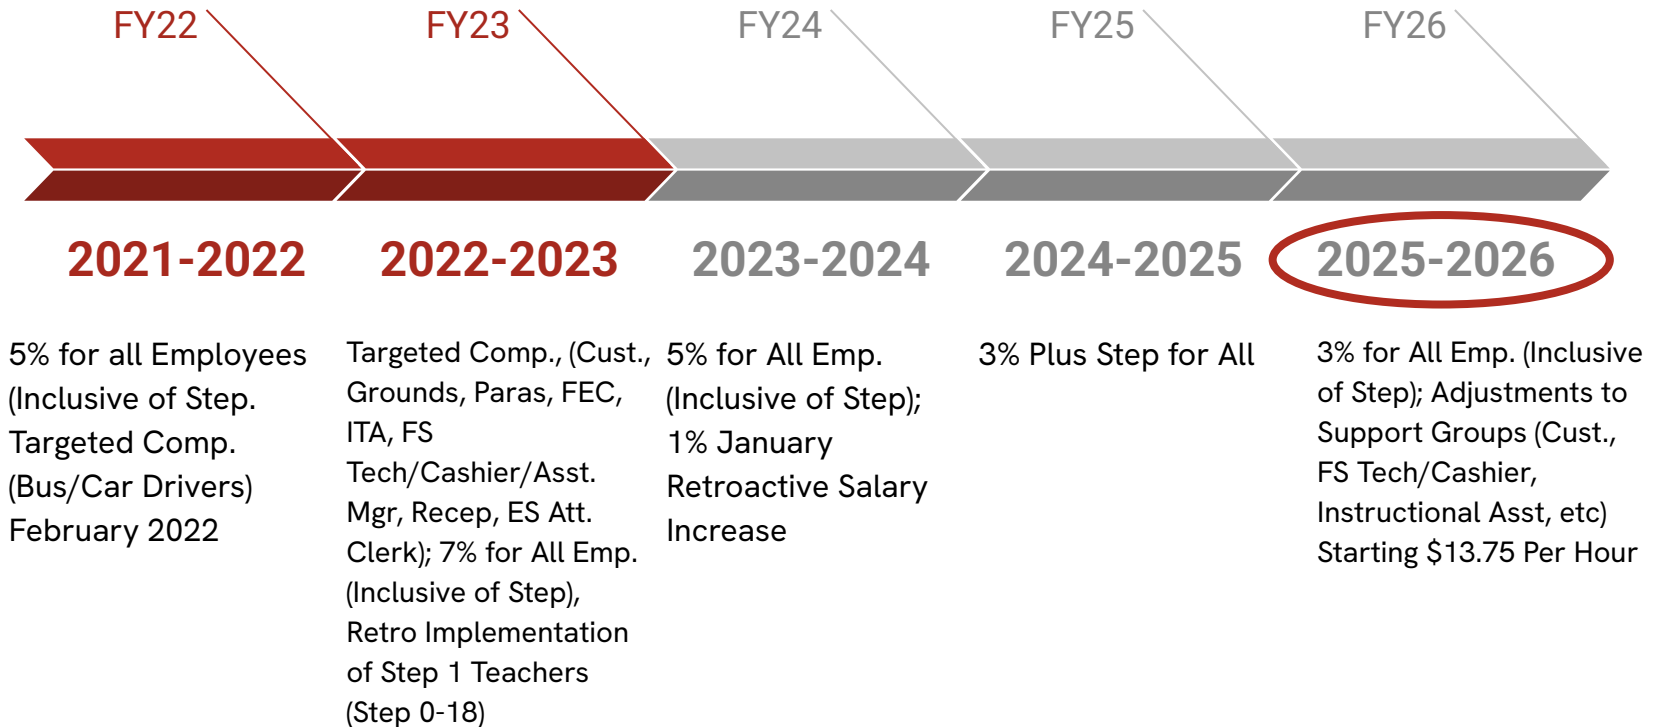 FY22
FY23
FY24
FY25
FY26
2021-2022
2022-2023
2023-2024
2024-2025
2025-2026
5% for all Employees
(Inclusive of Step.
Targeted Comp.
(Bus/Car Drivers)
February 2022
Targeted Comp., (Cust.,
Grounds, Paras, FEC,
ITA, FS
Tech/Cashier/Asst.
Mgr, Recep, ES Att.
Clerk); 7% for All Emp.
(Inclusive of Step),
Retro Implementation
of Step 1 Teachers
(Step 0-18)
5% for All Emp.
(Inclusive of Step);
1% January
Retroactive Salary
Increase
3% Plus Step for All
3% for All Emp. (Inclusive
of Step); Adjustments to
Support Groups (Cust.,
FS Tech/Cashier,
Instructional Asst, etc)
Starting $13.75 Per Hour